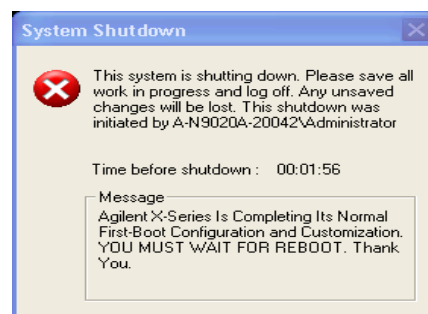 System Shutdown
This system is shutting down. Please save all
work in progress and log off. Any unsaved
changes will be lost. This shutdown was
initiated by A-N9020A-20042\Administrator
Time before shutdown : 00:01:56
Message
Agilent X-Series Is Completing Its Normal
First-Boot Configuration and Customization.
YOU MUST WAIT FOR REBOOT. Thank
You.